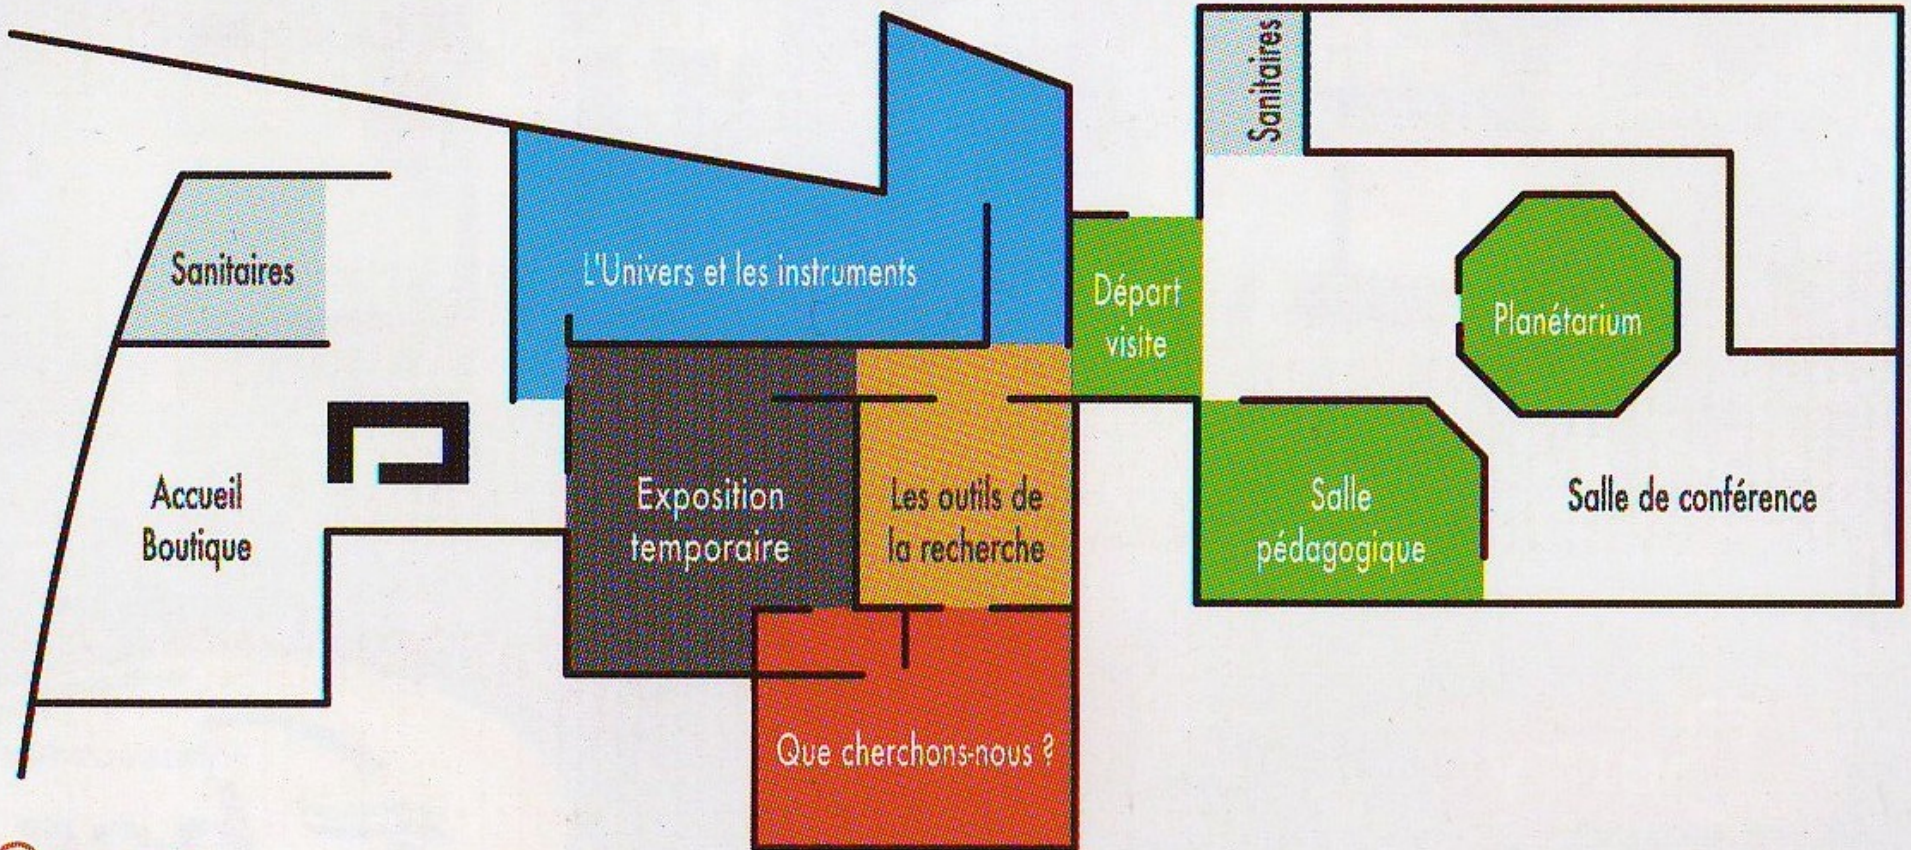 Sanitaires
Sanitaires
L'Univers et les instruments
Départ
visite
Planétarium
Accueil
Boutique
Exposition
temporaire
Les outils de
la recherche
Salle
pédagogique
Salle de conférence
Que cherchons-nous ?